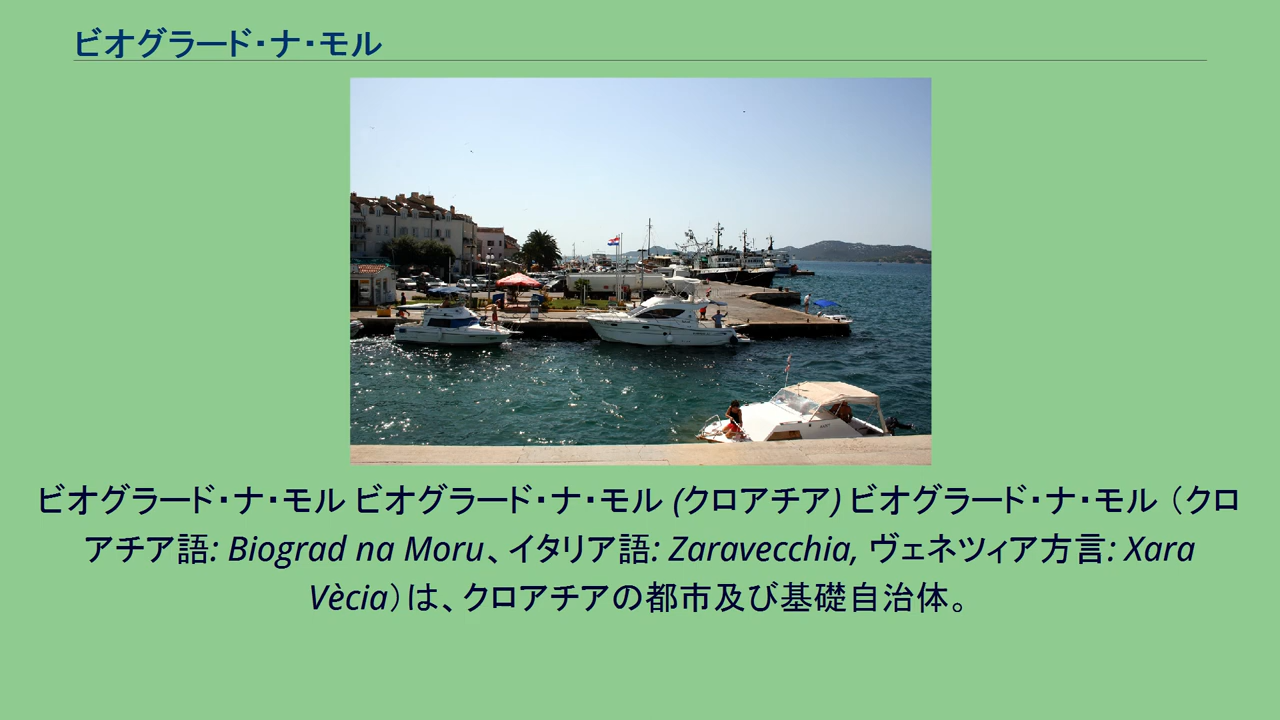 ビオグラード・ナ・モル
ビオグラード・ナ・モル ビオグラード・ナ・モル (クロアチア) ビオグラード・ナ・モル（クロ
アチア語: Biograd na Moru、イタリア語: Zaravecchia, ヴェネツィア方言: Xara
Vècia）は、クロアチアの都市及び基礎自治体。